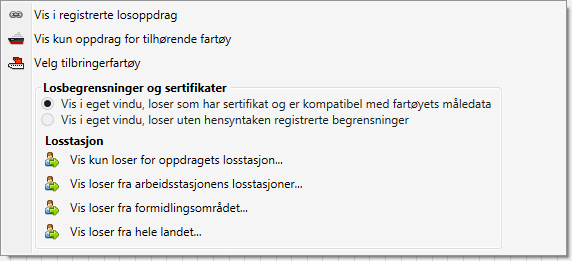 Vis i registrerte losoppdrag
Vis kun oppdrag for tilhørende fartøy
Velg tilbringerfartøy
Losbegrensninger og sertifikater
Vis i eget vindu, loser som har sertifikat og er kompatibel med fartøyets måledata
Vis i eget vindu, loser uten hensyntaken registrerte begrensninger
Losstasjon
Vis kun loser for oppdragets losstasjon...
Vis loser fra arbeidsstasjonens losstasjoner...
Vis loser fra formidlingsområdet...
Vis loser fra hele landet...